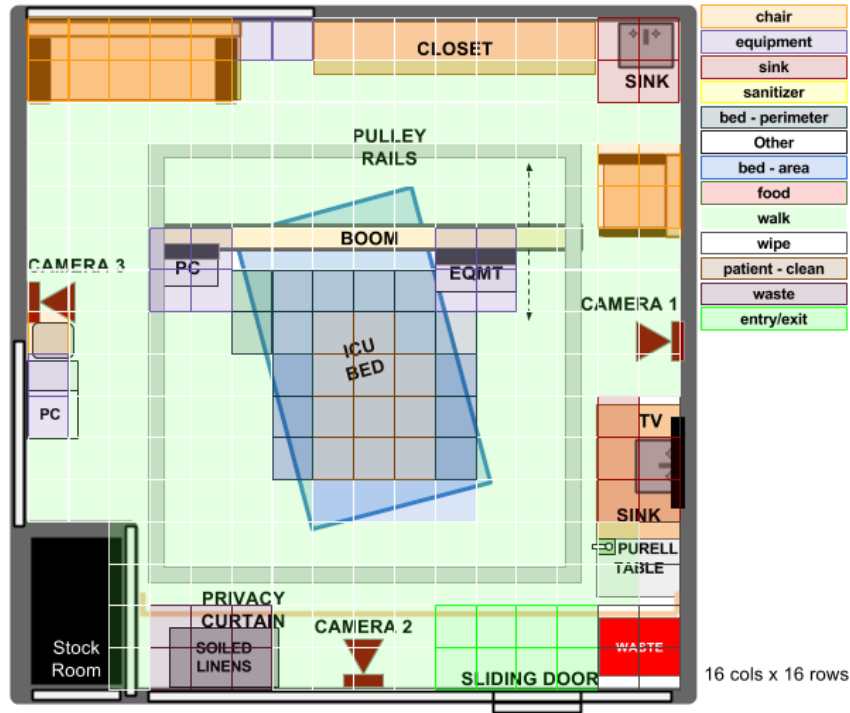 CLOSET
SINK
PULLEY
RAILS
BOOM
PC
EQMT
CAMERA 3
CAMERA 1
ICU
BED
PC
TV
SINK
PURELL
TABLE
PRIVACY
CURTAIN
CAMERA 2
SOILED
LINENS
Stock
Room
WASTE
SLIDING DOOR
chair
equipment
sink
sanitizer
bed - perimeter
Other
bed - area
food
walk
wipe
patient - clean
waste
entry/exit
16 cols x 16 rows